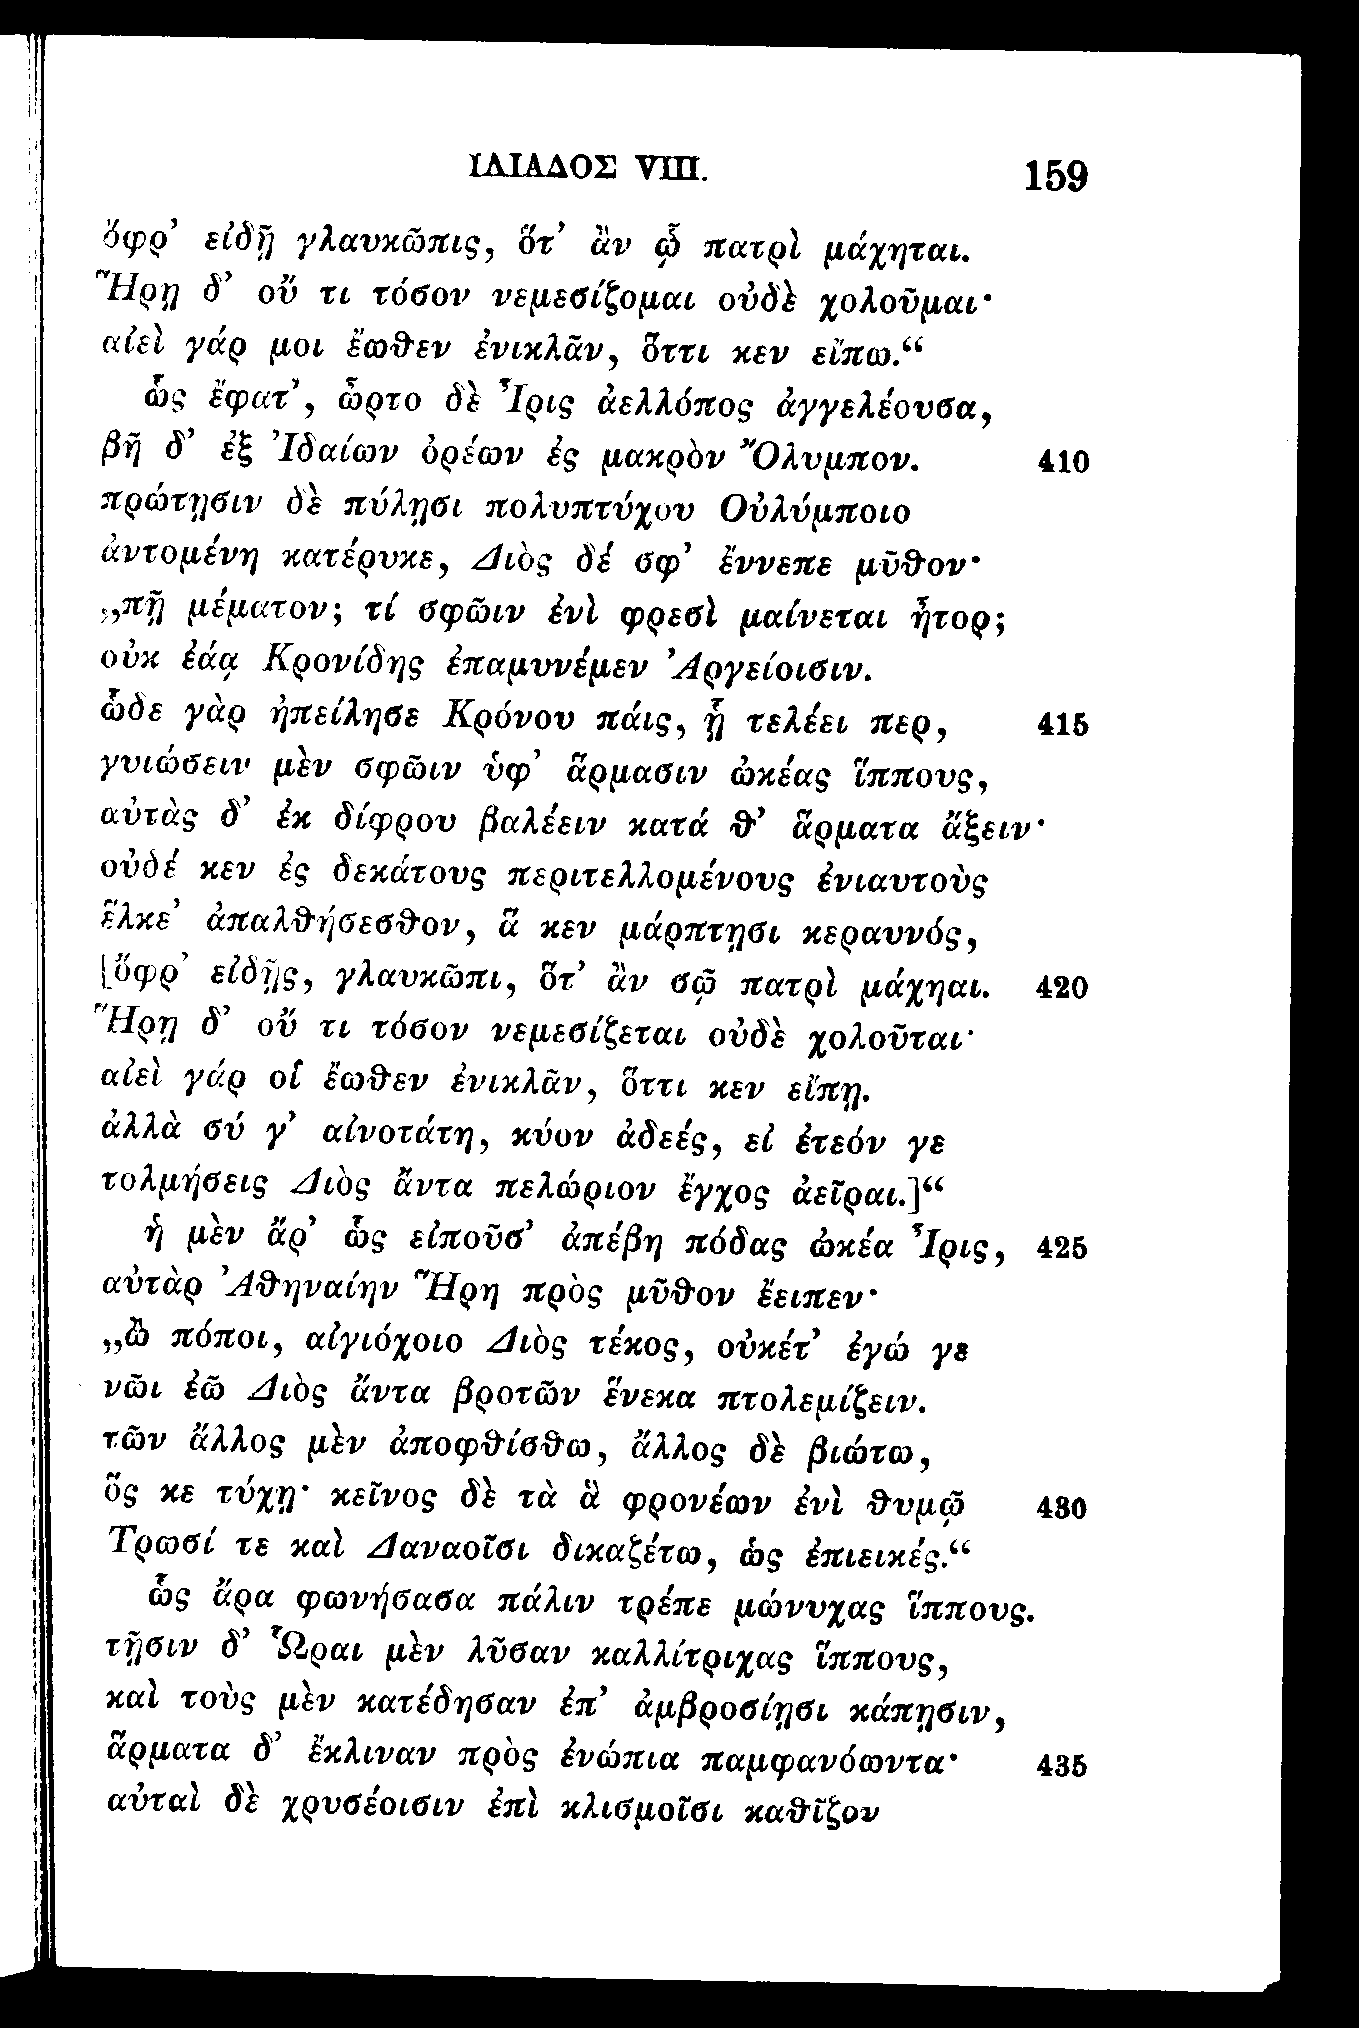 ΙΛΙΑΔΟΣ VIII. 159
ὄφρ’ εἰδῇ γλαυκῶπις, ὅτ’ ἂν ᾧ πατρὶ μάχηται.
Ἥρῃ δ’ οὔ τι τόσον νεμεσίζομαι οὐδὲ χολοῦμαι·
αἰεὶ γάρ μοι ἔωθεν ἐνικλᾶν, ὅττι κεν εἴπω.“
ὣς ἔφατ’, ὦρτο δὲ Ἶρις ἀελλόπος ἀγγελέουσα,
βῆ δ’ ἐξ Ἰδαίων ὀρέων ἐς μακρὸν Ὄλυμπον. 410
πρώτῃσιν δὲ πύλῃσι πολυπτύχου Οὐλύμποιο
ἀντομένη κατέρυκε, Διὸς δέ σφ’ ἔννεπε μῦθον·
„πῇ μέματον; τί σφῶιν ἐνὶ φρεσὶ μαίνεται ἦτορ;
οὐκ ἐάᾳ Κρονίδης ἐπαμυνέμεν Ἀργείοισιν.
ὧδε γὰρ ἠπείλησε Κρόνου πάις, ᾗ τελέει περ, 415
γυιώσειν μὲν σφῶιν ὑφ’ ἅρμασιν ὠκέας ἵππους,
αὐτὰς δ’ ἐκ δίφρου βαλέειν κατά θ’ ἅρματα ἄξειν·
οὐδέ κεν ἐς δεκάτους περιτελλομένους ἐνιαυτοὺς
ἕλκε’ ἀπαλθήσεσθον, ἅ κεν μάρπτῃσι κεραυνός,
[ὄφρ’ εἰδῇς, γλαυκῶπι, ὅτ’ ἂν σῷ πατρὶ μάχηαι. 420
Ἥρῃ δ’ οὔ τι τόσον νεμεσίζεται οὐδὲ χολοῦται·
αἰεὶ γάρ οἱ ἔωθεν ἐνικλᾶν, ὅττι κεν εἴπῃ.
ἀλλὰ σύ γ’ αἰνοτάτη, κύον ἀδεές, εἰ ἐτεόν γε
τολμήσεις Διὸς ἄντα πελώριον ἔγχος ἀεῖραι.]“
ἡ μὲν ἄρ’ ὣς εἰποῦσ’ ἀπέβη πόδας ὠκέα Ἶρις, 425
αὐτὰρ Ἀθηναίην Ἥρη πρὸς μῦθον ἔειπεν·
„ὢ πόποι, αἰγιόχοιο Διὸς τέκος, οὐκέτ’ ἐγώ γε
νῶι ἐῶ Διὸς ἄντα βροτῶν ἕνεκα πτολεμίζειν.
τῶν ἄλλος μὲν ἀποφθίσθω, ἄλλος δὲ βιώτω,
ὅς κε τύχῃ· κεῖνος δὲ τὰ ἃ φρονέων ἐνὶ θυμῷ 430
Τρωσί τε καὶ Δαναοῖσι δικαζέτω, ὡς ἐπιεικές.“
ὣς ἄρα φωνήσασα πάλιν τρέπε μώνυχας ἵππους.
τῇσιν δ’ Ὧραι μὲν λῦσαν καλλίτριχας ἵππους,
καὶ τοὺς μὲν κατέδησαν ἐπ’ ἀμβροσίῃσι κάπῃσιν,
ἅρματα δ’ ἔκλιναν πρὸς ἐνώπια παμφανόωντα· 435
αὐταὶ δὲ χρυσέοισιν ἐπὶ κλισμοῖσι καθῖζον